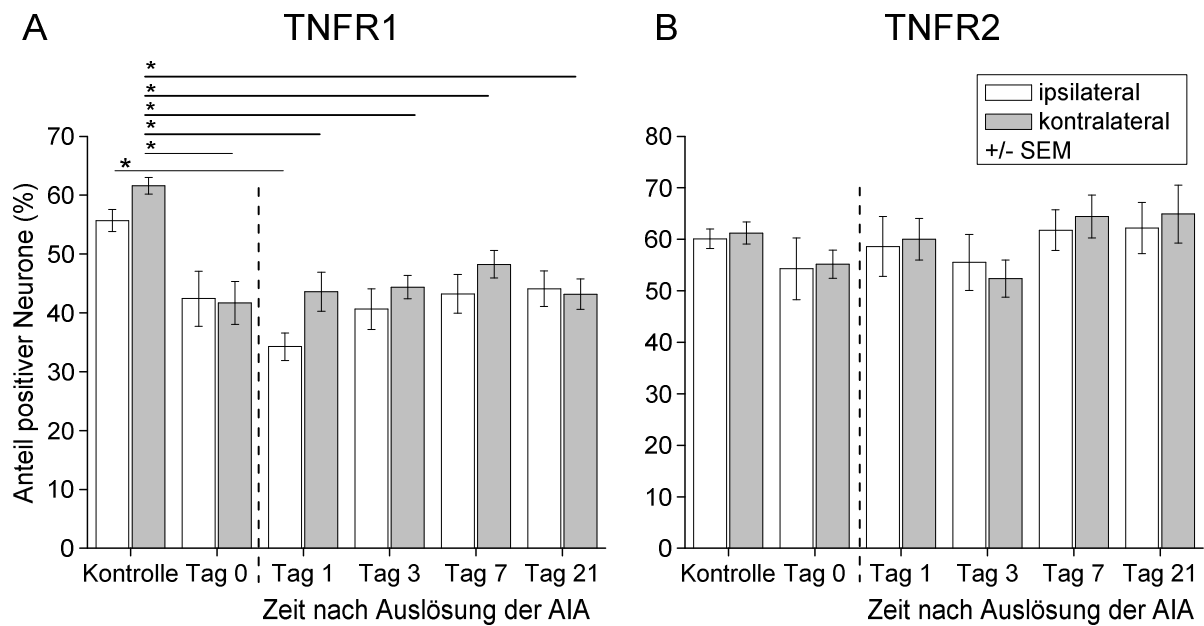 A TNFR1
*
*
*
*
*
*
Anteil positiver Neurone (%)
70
60
50
40
30
20
10
0
Kontrolle Tag 0 Tag 1 Tag 3 Tag 7 Tag 21
Zeit nach Auslösung der AIA
B TNFR2
ipsilateral
kontralateral
+/- SEM
80
70
60
50
40
30
20
10
0
Kontrolle Tag 0 Tag 1 Tag 3 Tag 7 Tag 21
Zeit nach Auslösung der AIA